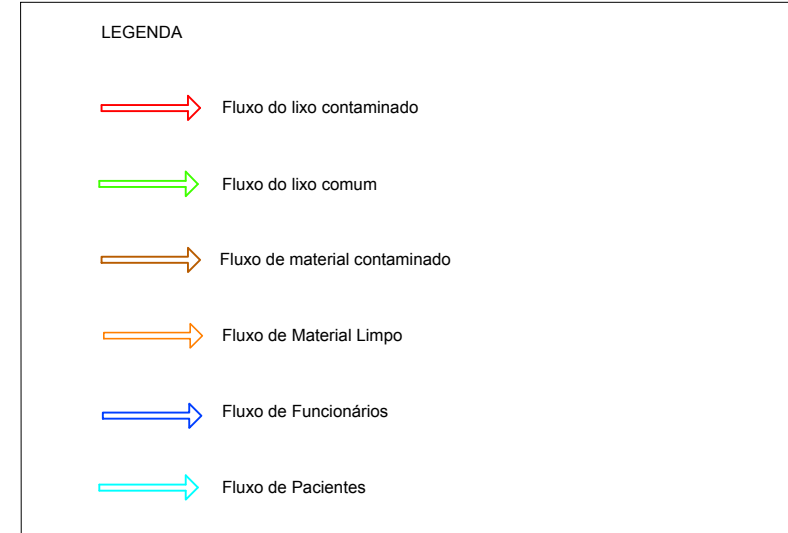 LEGENDA
Fluxo do lixo contaminado
Fluxo do lixo comum
Fluxo de material contaminado
Fluxo de Material Limpo
Fluxo de Funcionários
Fluxo de Pacientes